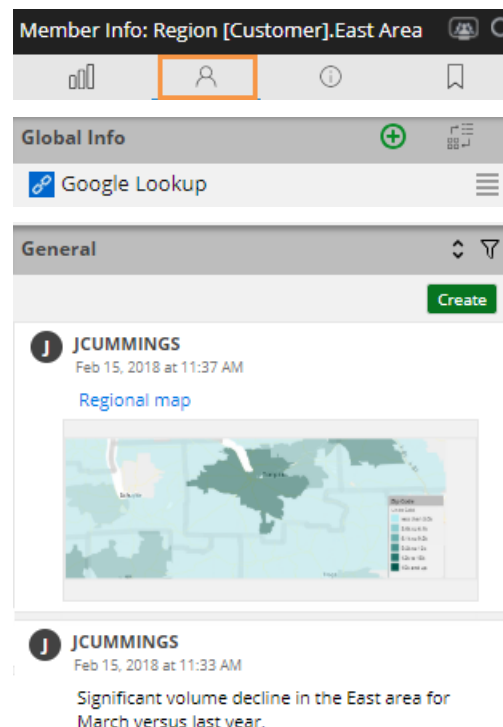 Member Info: Region [Customer].East Area
Global Info
Google Lookup
General
Create
J
JCUMMINGS
Feb 15, 2018 at 11:37 AM
Regional map
Zip Code
J
JCUMMINGS
Feb 15, 2018 at 11:33 AM
Significant volume decline in the East area for
March versus last year.